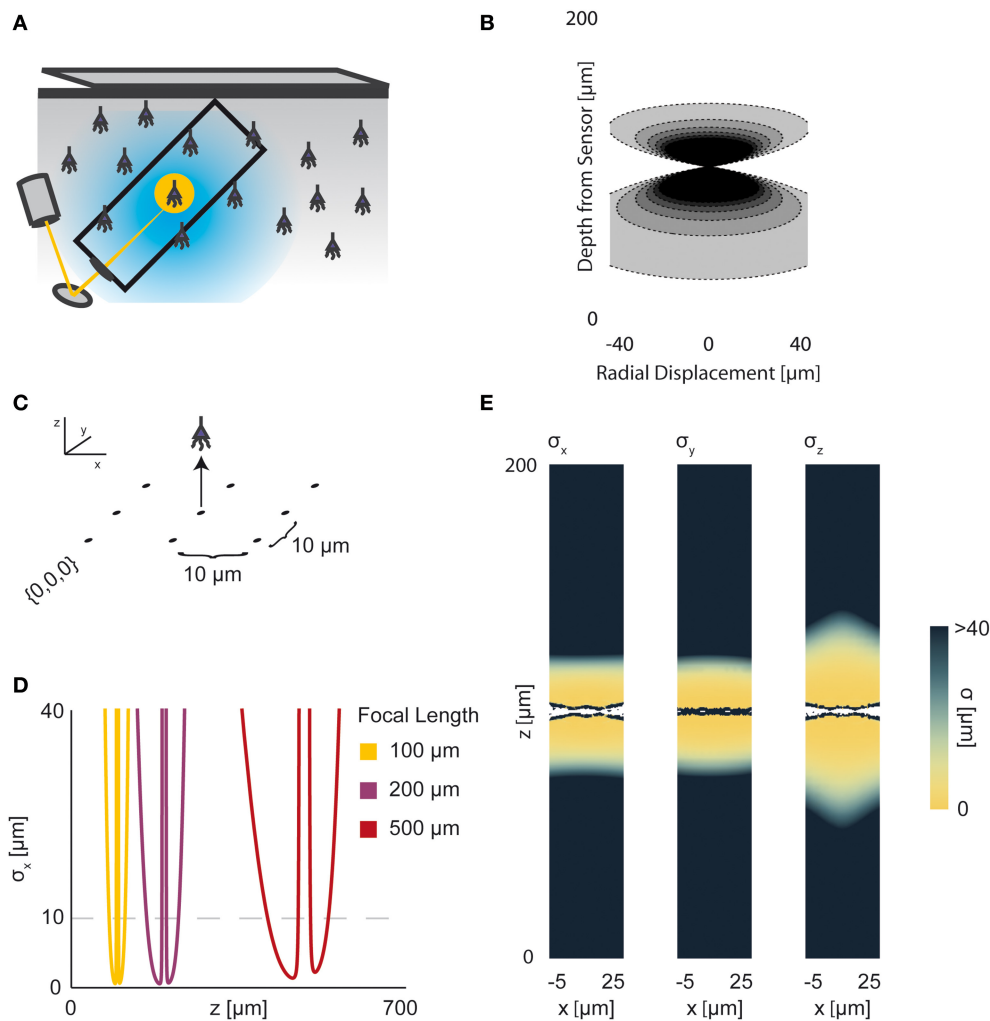 A
B
200
Depth from Sensor [µm]
0
-40 0 40
Radial Displacement [µm]
C
z
y
x
{0,0,0}
10 µm
10 µm
D
40
σx [µm]
10
0
0 z [µm] 700
Focal Length
100 µm
200 µm
500 µm
E
σx σy σz
200
z [µm]
0
-5 25 -5 25 -5 25
x [µm] x [µm] x [µm]
>40
σ [µm]
0